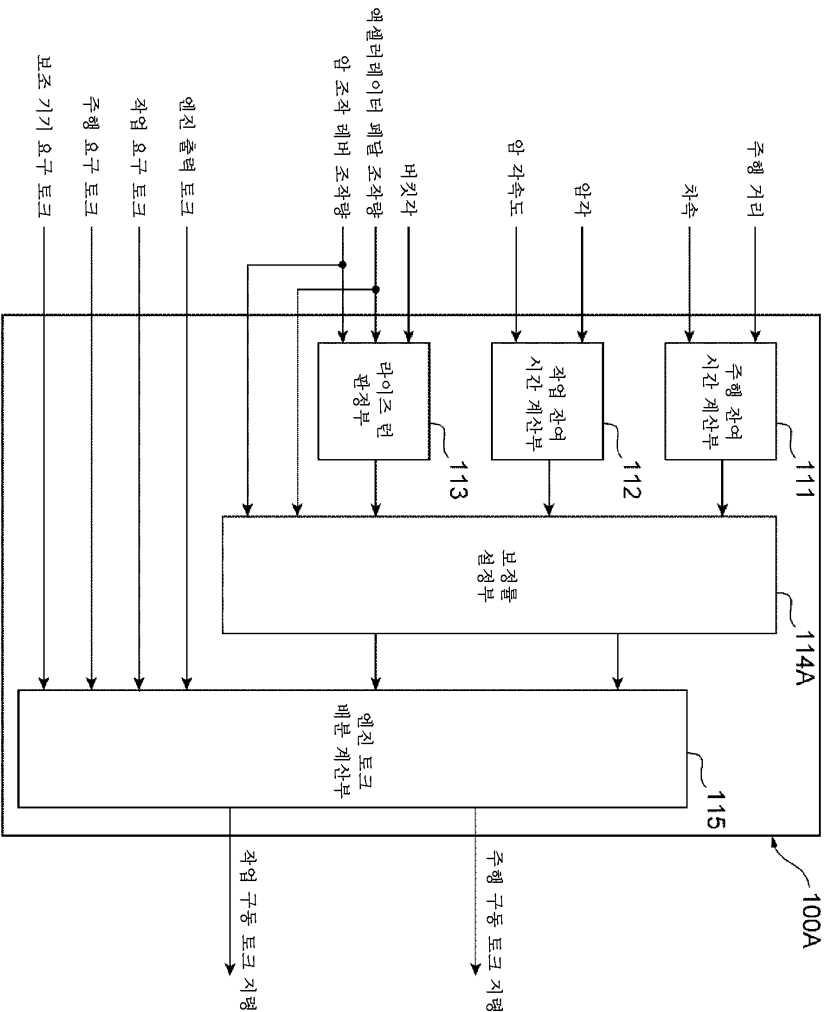 주행 거리
차속
암각
암 각속도
버킷각
액셀러레이터 페달 조작량
암 조작 레버 조작량
엔진 출력 토크
작업 요구 토크
주행 요구 토크
보조 기기 요구 토크
주행 잔여
시간 계산부
111
작업 잔여
시간 계산부
112
라이즈 런
판정부
113
보정률
설정부
114A
엔진 토크
배분 계산부
115
100A
주행 구동 토크 지령
작업 구동 토크 지령